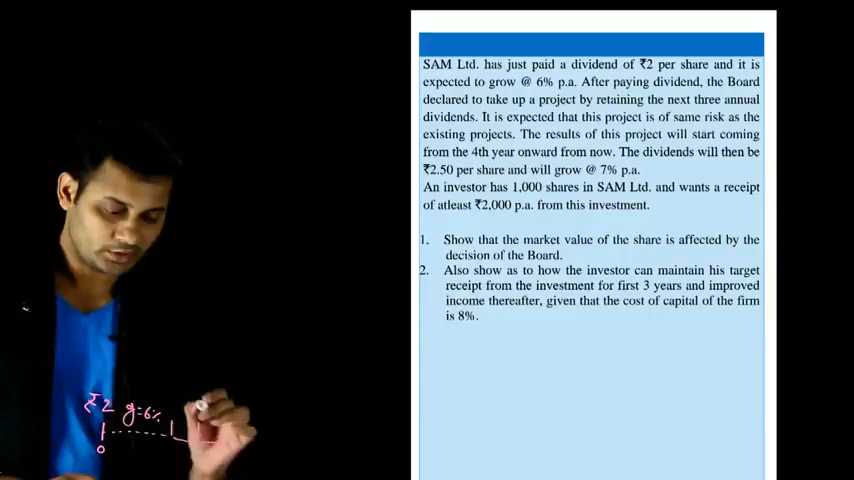 SAM Ltd. has just paid a dividend of ₹2 per share and it is
expected to grow @ 6% p.a. After paying dividend, the Board
declared to take up a project by retaining the next three annual
dividends. It is expected that this project is of same risk as the
existing projects. The results of this project will start coming
from the 4th year onward from now. The dividends will then be
₹2.50 per share and will grow @ 7% p.a.
An investor has 1,000 shares in SAM Ltd. and wants a receipt
of atleast ₹2,000 p.a. from this investment.
1. Show that the market value of the share is affected by the
decision of the Board.
2. Also show as to how the investor can maintain his target
receipt from the investment for first 3 years and improved
income thereafter, given that the cost of capital of the firm
is 8%.
₹2 g=6%
0